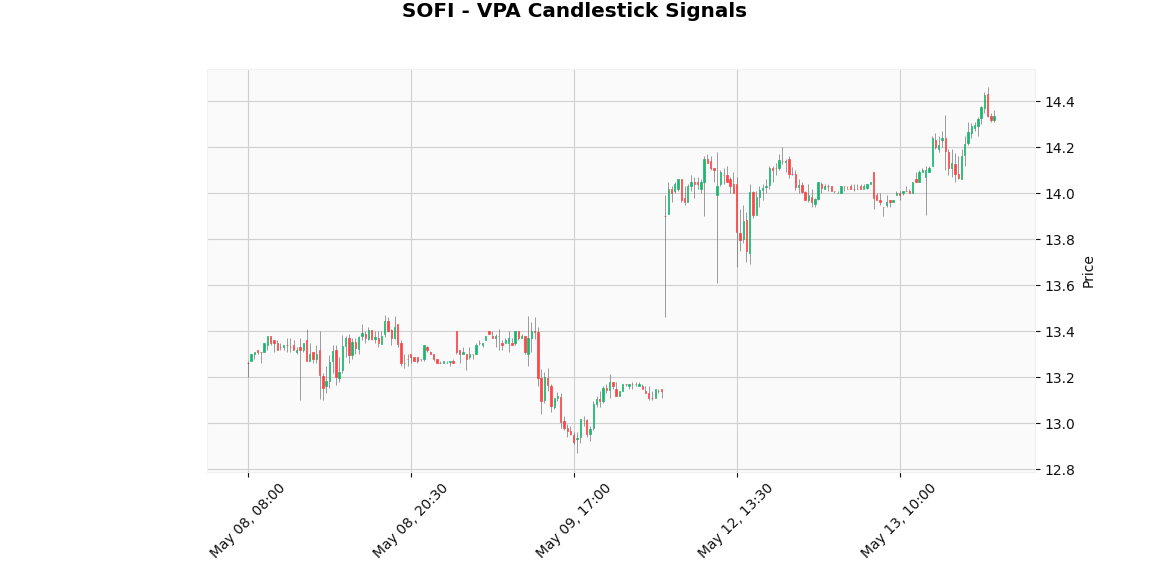 SOFI - VPA Candlestick Signals
14.4
14.2
14.0
13.8
13.6
13.4
13.2
13.0
12.8
Price
May 08, 08:00
May 08, 20:30
May 09, 17:00
May 12, 13:30
May 13, 10:00